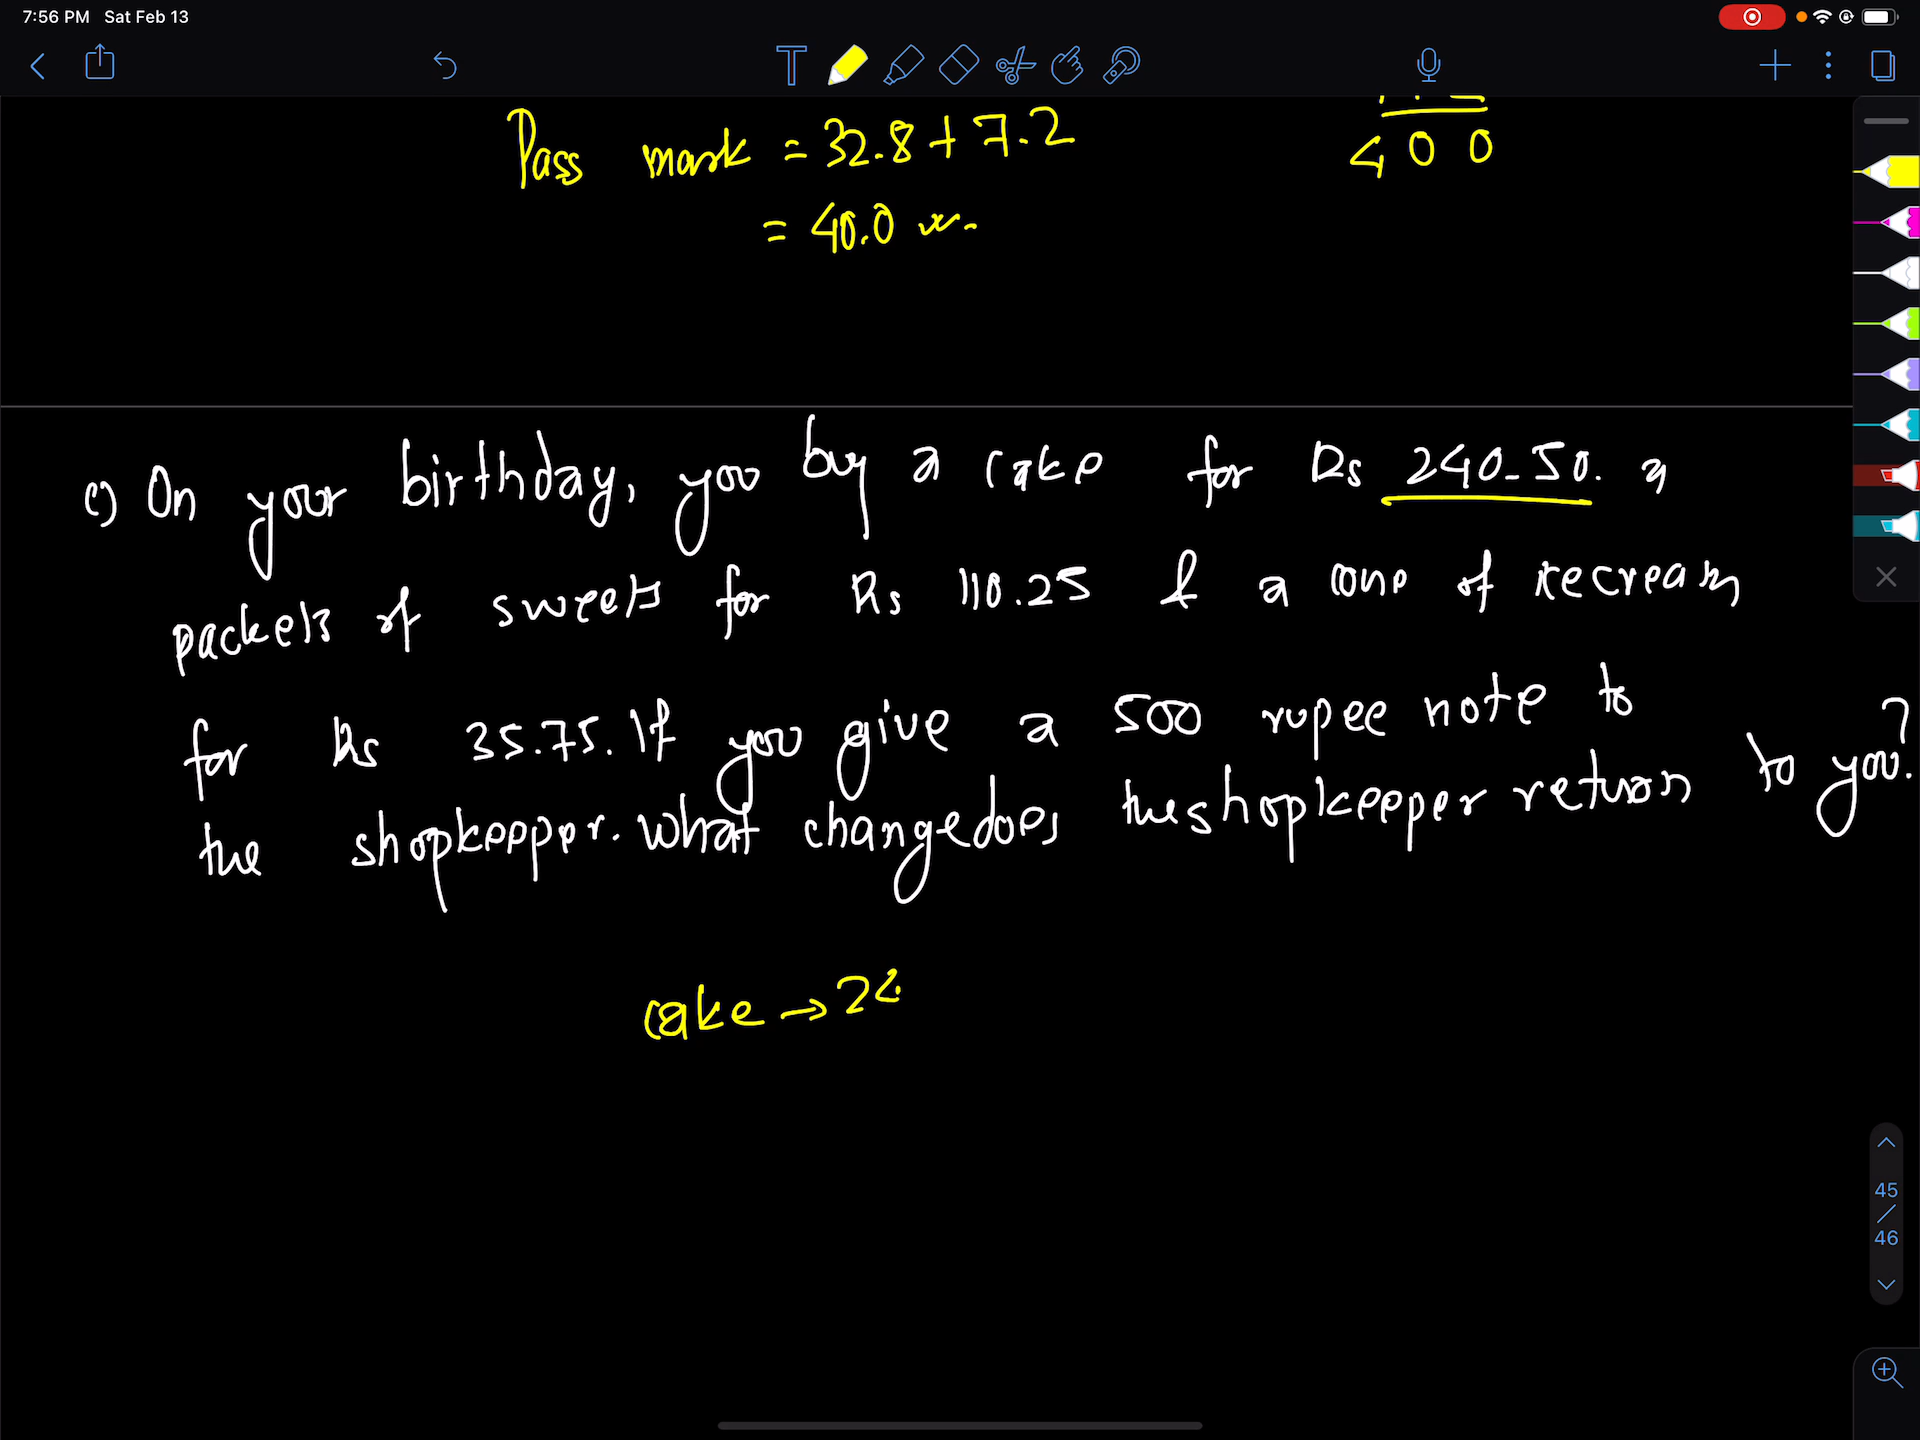 7:56 PM Sat Feb 13
Pass mark = 32.8 + 7.2
= 40.0
400
c) On your birthday, you buy a cake for Rs 240.50. a
packets of sweets for Rs 110.25 & a cone of icecream
for Rs 35.75. If you give a 500 rupee note to
the shopkeeper. What change does the shopkeeper return to you?
cake → 24
45
/
46